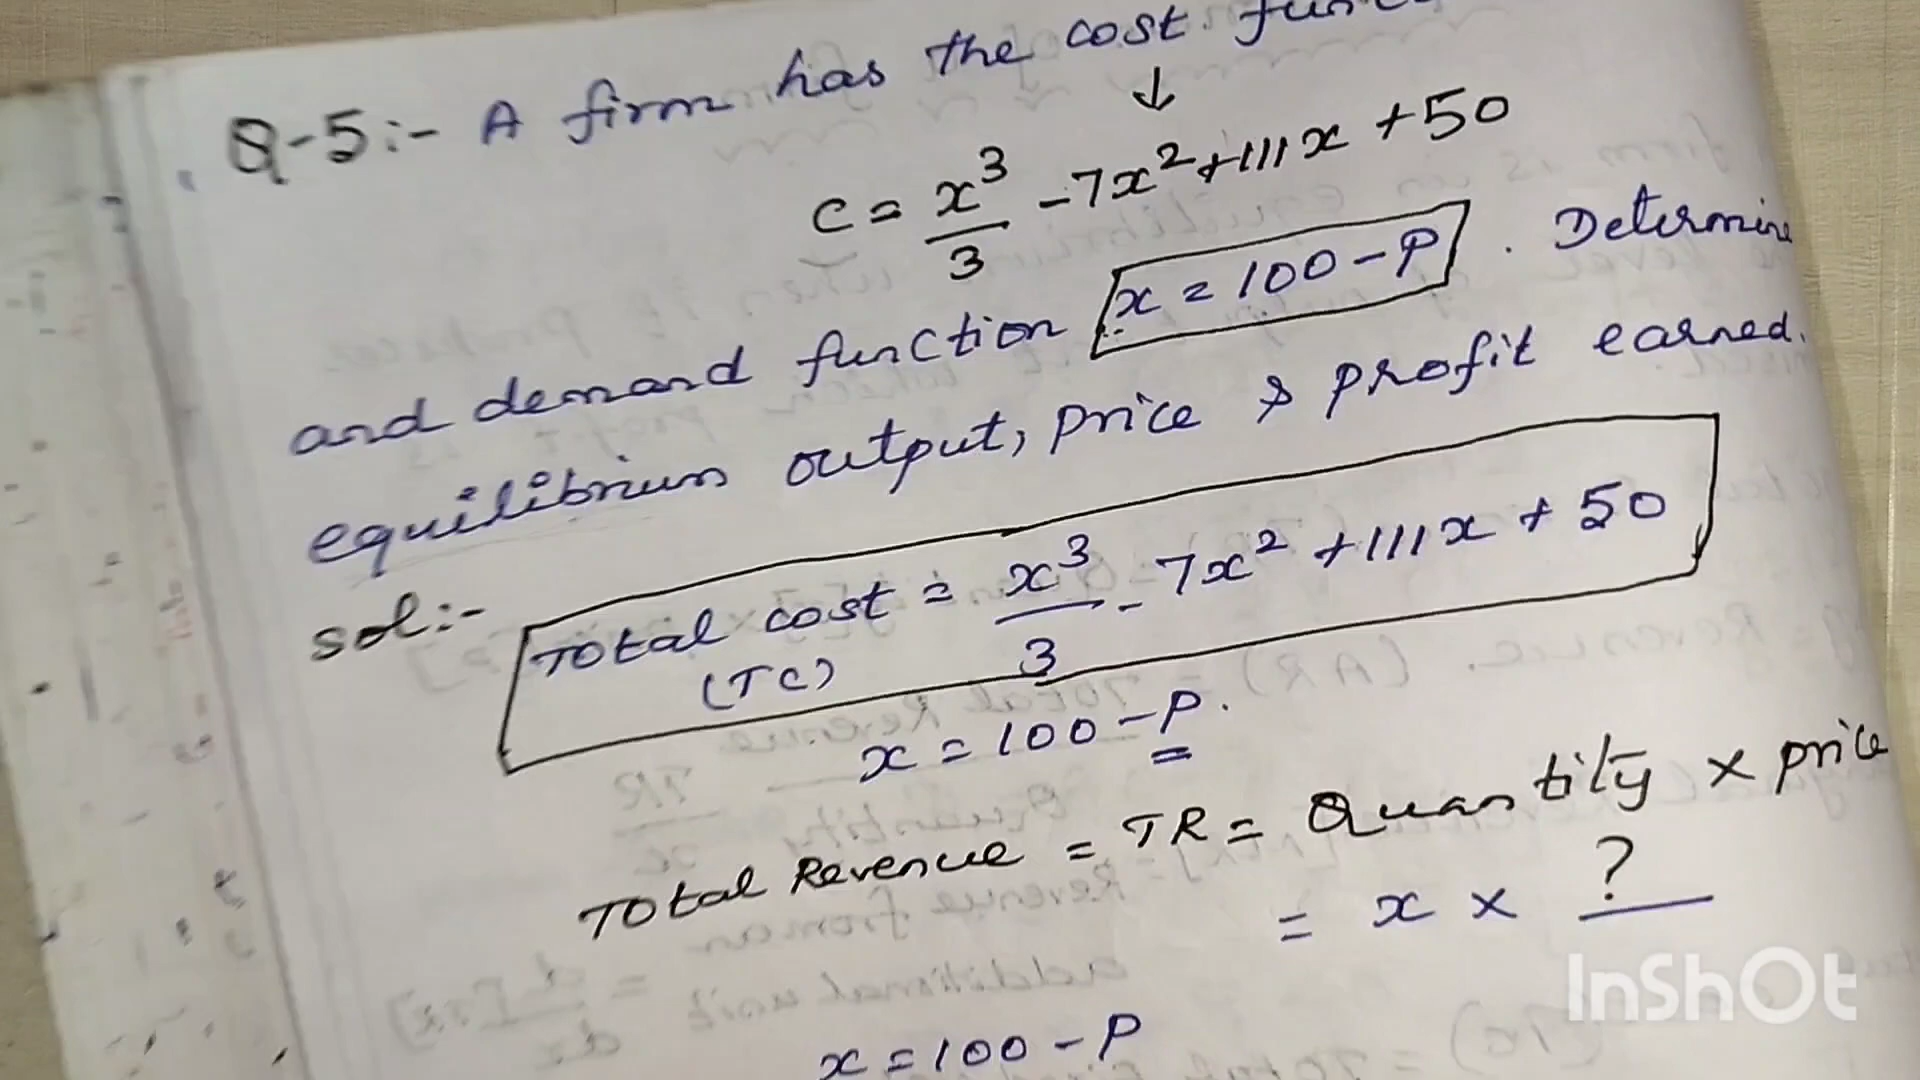 Q-5:- A firm has the cost
↓
C = x³/3 - 7x² + 111x + 50
and demand function x = 100 - P. Determine
equilibrium output, price & profit earned.
Sol:- Total cost = x³/3 - 7x² + 111x + 50
(TC)
x = 100 - P.
Total Revenue = TR = Quantity × price
= x × ?
x = 100 - P
InShOt